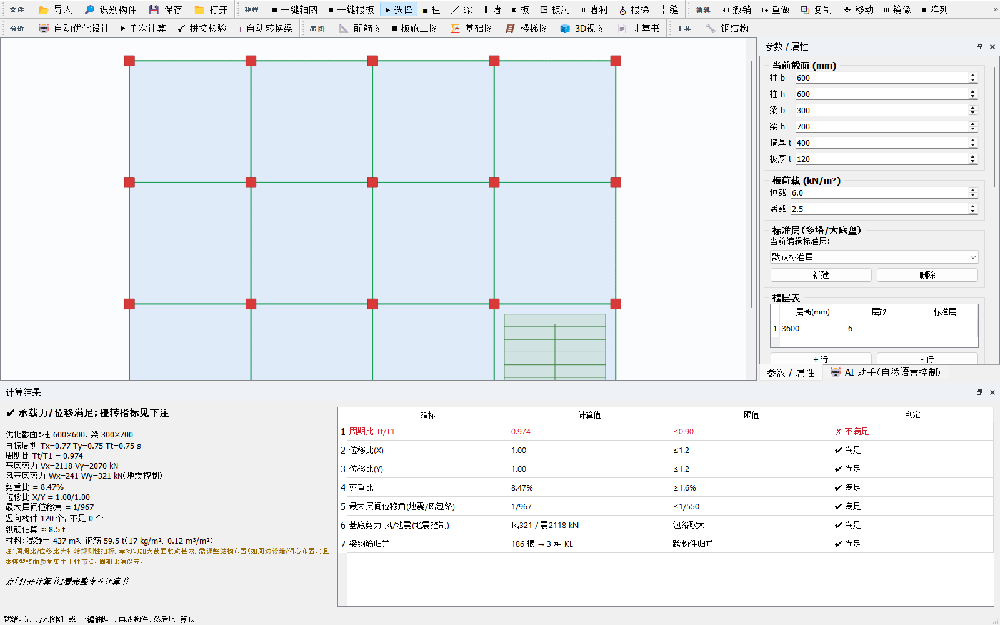 文件 导入 识别构件 保存 打开 建模 一键轴网 一键楼板 选择 柱 梁 墙 板 板洞 墙洞 楼梯 缝 编辑 撤销 重做 复制 移动 镜像 阵列 »
分析 自动优化设计 单次计算 拼接检验 自动转换梁 出图 配筋图 板施工图 基础图 楼梯图 3D视图 计算书 工具 钢结构
参数 / 属性
当前截面 (mm)
柱 b 600
柱 h 600
梁 b 300
梁 h 700
墙厚 t 400
板厚 t 120
板荷载 (kN/m²)
恒载 6.0
活载 2.5
标准层(多塔/大底盘)
当前编辑标准层:
默认标准层
新建 删除
楼层表
层高(mm) 层数 标准层
1 3600 6
+ 行 - 行
参数 / 属性 AI 助手(自然语言控制)
计算结果
✔ 承载力/位移满足; 扭转指标见下注
优化截面: 柱 600×600, 梁 300×700
自振周期 Tx=0.77 Ty=0.75 Tt=0.75 s
周期比 Tt/T1 = 0.974
基底剪力 Vx=2118 Vy=2070 kN
风基底剪力 Wx=241 Wy=321 kN(地震控制)
剪重比 = 8.47%
位移比 X/Y = 1.00/1.00
最大层间位移角 = 1/967
竖向构件 120 个, 不足 0 个
纵筋估算 ≈ 8.5 t
材料: 混凝土 437 m³、钢筋 59.5 t(17 kg/m²、0.12 m³/m²)
注: 周期比/位移比为扭转规则性指标, 靠均匀加大截面收效甚微, 需调整结构布置(如周边设墙/偏心布置); 且
本模型楼面质量集中于柱节点, 周期比偏保守。
点「打开计算书」看完整专业计算书
指标 计算值 限值 判定
1 周期比 Tt/T1 0.974 ≤0.90 ✗ 不满足
2 位移比(X) 1.00 ≤1.2 ✔ 满足
3 位移比(Y) 1.00 ≤1.2 ✔ 满足
4 剪重比 8.47% ≥1.6% ✔ 满足
5 最大层间位移角(地震/风包络) 1/967 ≤1/550 ✔ 满足
6 基底剪力 风/地震(地震控制) 风321 / 震2118 kN 包络取大 ✔ 满足
7 梁钢筋归并 186 根 → 3 种 KL 跨构件归并 ✔ 满足
就绪。先「导入图纸」或「一键轴网」, 再放构件, 然后「计算」。